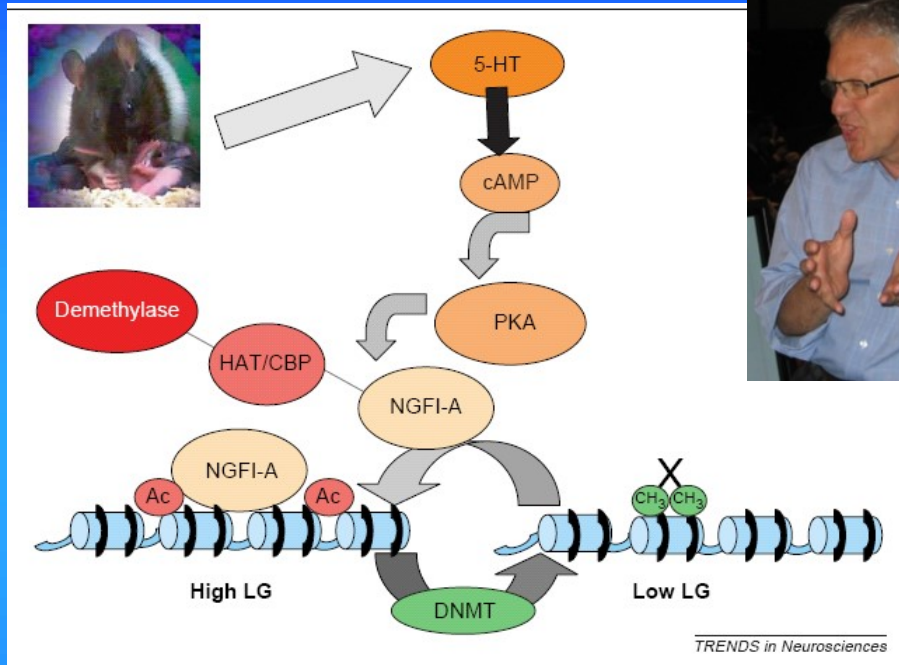 5-HT
cAMP
PKA
Demethylase
HAT/CBP
NGFI-A
NGFI-A
Ac
Ac
CH₃
CH₃
X
High LG
Low LG
DNMT
TRENDS in Neurosciences